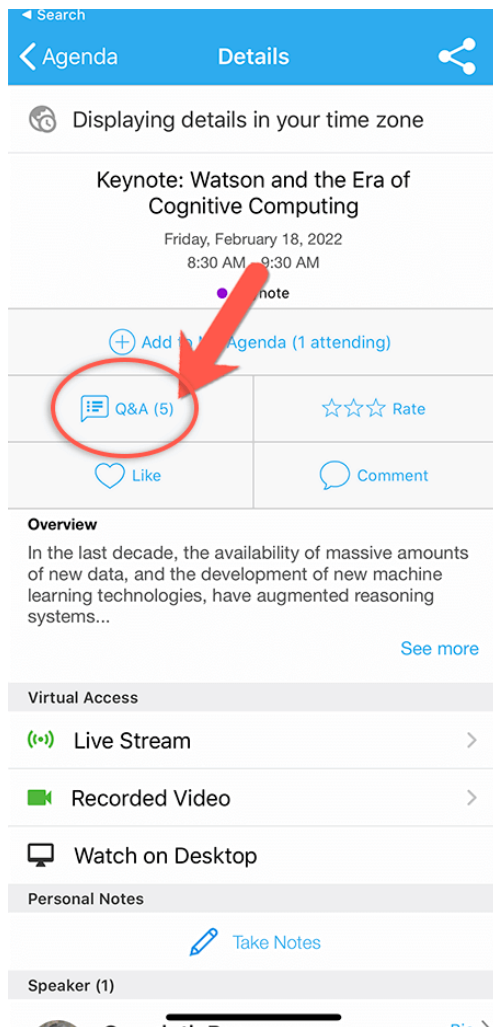 Search
Agenda
Details
Displaying details in your time zone
Keynote: Watson and the Era of
Cognitive Computing
Friday, February 18, 2022
8:30 AM - 9:30 AM
Add to Agenda (1 attending)
Q&A (5)
Rate
Like
Comment
Overview
In the last decade, the availability of massive amounts
of new data, and the development of new machine
learning technologies, have augmented reasoning
systems...
See more
Virtual Access
Live Stream
Recorded Video
Watch on Desktop
Personal Notes
Take Notes
Speaker (1)